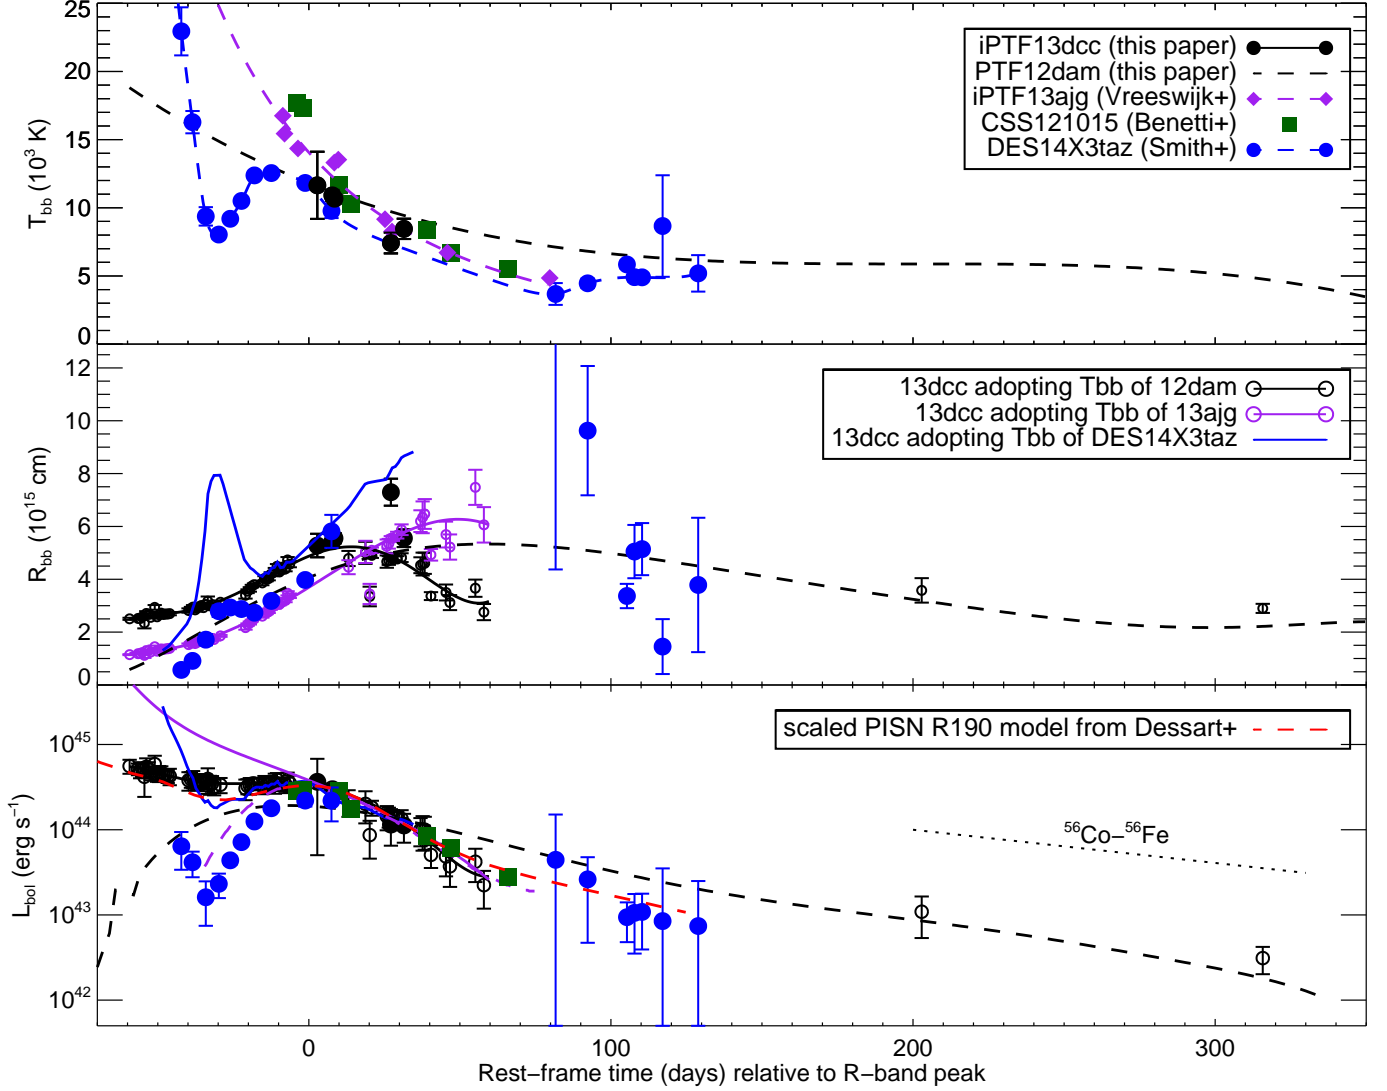 25
20
15
10
5
0
T_bb (10^3 K)
iPTF13dcc (this paper)
PTF12dam (this paper)
iPTF13ajg (Vreeswijk+)
CSS121015 (Benetti+)
DES14X3taz (Smith+)
12
10
8
6
4
2
0
R_bb (10^15 cm)
13dcc adopting Tbb of 12dam
13dcc adopting Tbb of 13ajg
13dcc adopting Tbb of DES14X3taz
10^45
10^44
10^43
10^42
L_bol (erg s^−1)
scaled PISN R190 model from Dessart+
^56Co−^56Fe
0 100 200 300
Rest−frame time (days) relative to R−band peak